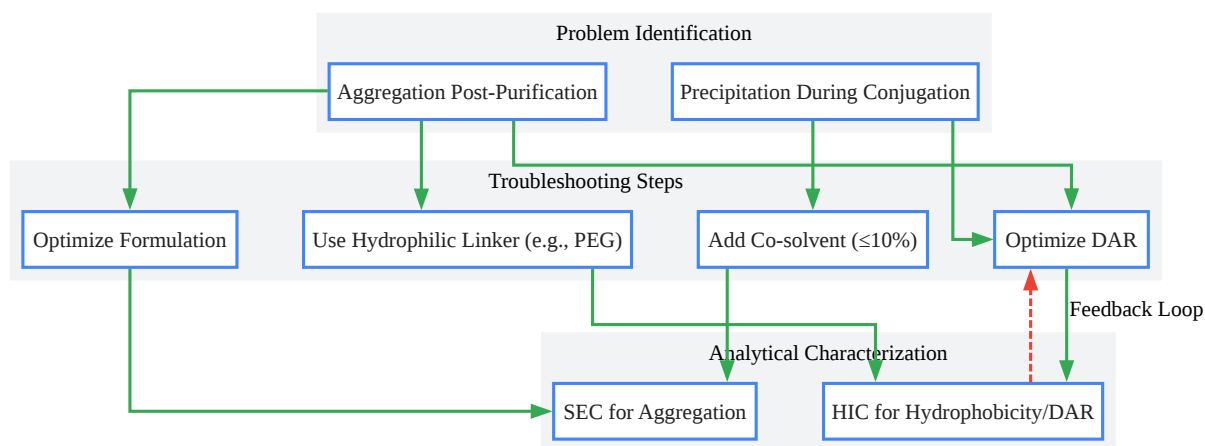 Problem Identification
Aggregation Post-Purification
Precipitation During Conjugation
Troubleshooting Steps
Optimize Formulation
Use Hydrophilic Linker (e.g., PEG)
Add Co-solvent (≤10%)
Optimize DAR
Feedback Loop
Analytical Characterization
SEC for Aggregation
HIC for Hydrophobicity/DAR